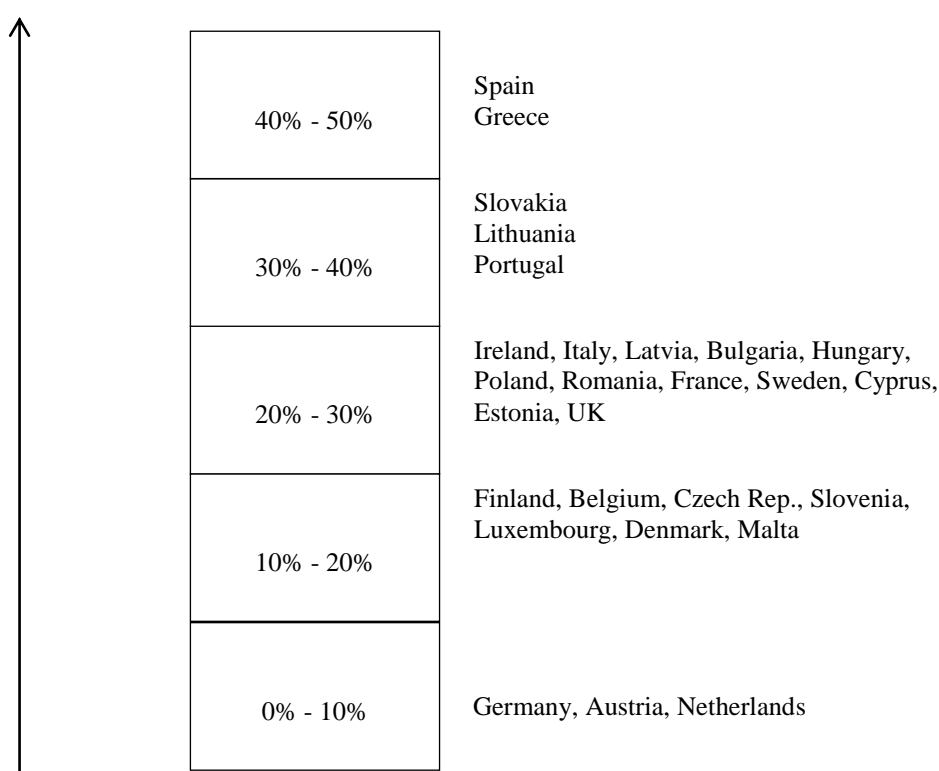 40% - 50%
Spain
Greece
30% - 40%
Slovakia
Lithuania
Portugal
20% - 30%
Ireland, Italy, Latvia, Bulgaria, Hungary,
Poland, Romania, France, Sweden, Cyprus,
Estonia, UK
10% - 20%
Finland, Belgium, Czech Rep., Slovenia,
Luxembourg, Denmark, Malta
0% - 10%
Germany, Austria, Netherlands